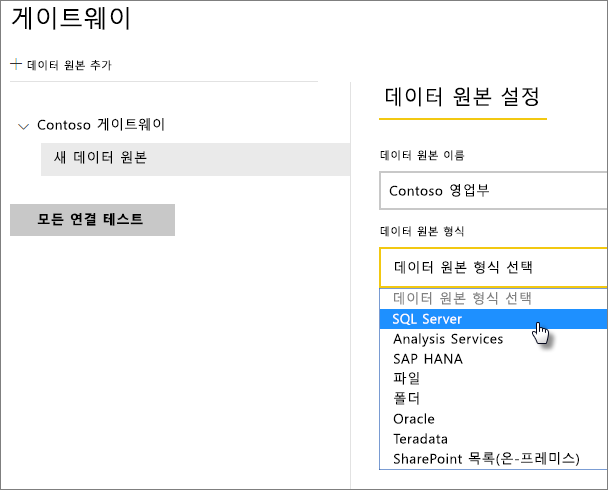 게이트웨이
+ 데이터 원본 추가
Contoso 게이트웨이
새 데이터 원본
모든 연결 테스트
데이터 원본 설정
데이터 원본 이름
Contoso 영업부
데이터 원본 형식
데이터 원본 형식 선택
데이터 원본 형식 선택
SQL Server
Analysis Services
SAP HANA
파일
폴더
Oracle
Teradata
SharePoint 목록(온-프레미스)